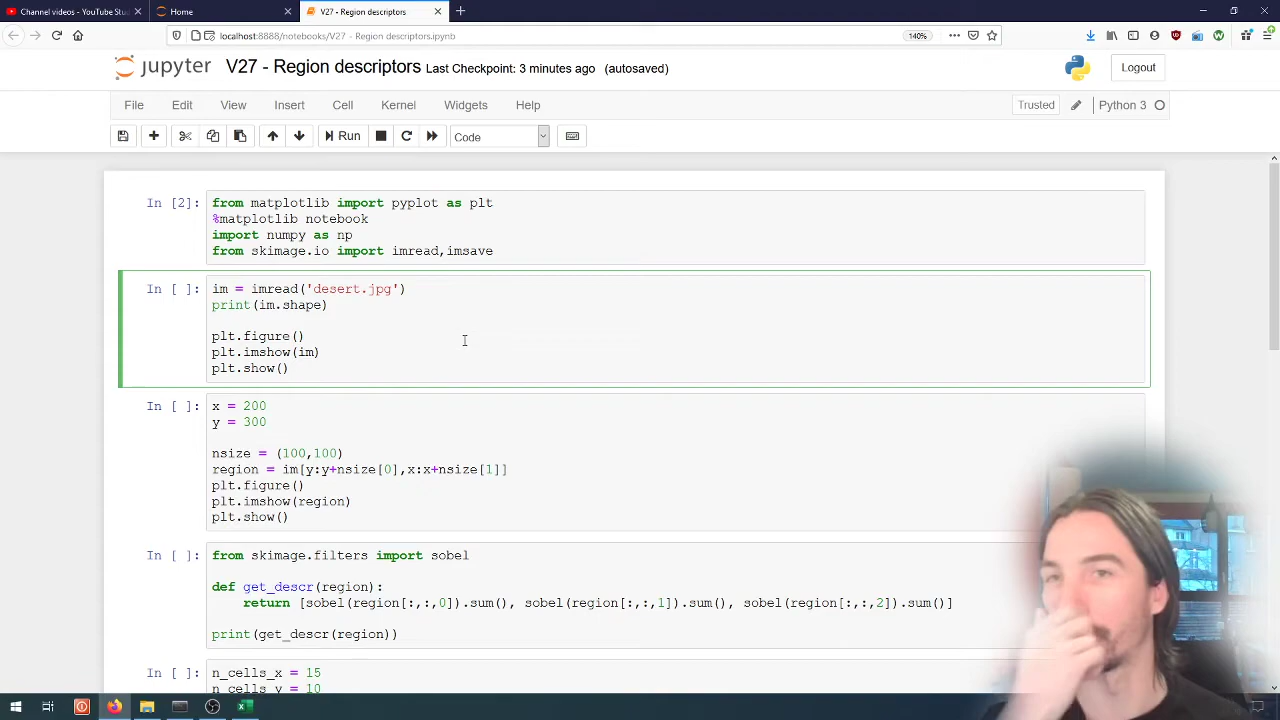 Channel videos - YouTube Stu
Home
V27 - Region descriptors
localhost:8888/notebooks/V27 - Region descriptors.ipynb
140%
jupyter
V27 - Region descriptors Last Checkpoint: 3 minutes ago (autosaved)
Logout
File Edit View Insert Cell Kernel Widgets Help
Trusted
Python 3
Run
Code
In [2]:
from matplotlib import pyplot as plt
%matplotlib notebook
import numpy as np
from skimage.io import imread,imsave
In [ ]:
im = imread('desert.jpg')
print(im.shape)
plt.figure()
plt.imshow(im)
plt.show()
In [ ]:
x = 200
y = 300
nsize = (100,100)
region = im[y:y+nsize[0],x:x+nsize[1]]
plt.figure()
plt.imshow(region)
plt.show()
In [ ]:
from skimage.filters import sobel
def get_descr(region):
return [sobel(region[:,:,0]).sum(), sobel(region[:,:,1]).sum(), sobel(region[:,:,2]).sum()]
print(get_descr(region))
In [ ]:
n_cells_x = 15
n_cells_y = 10